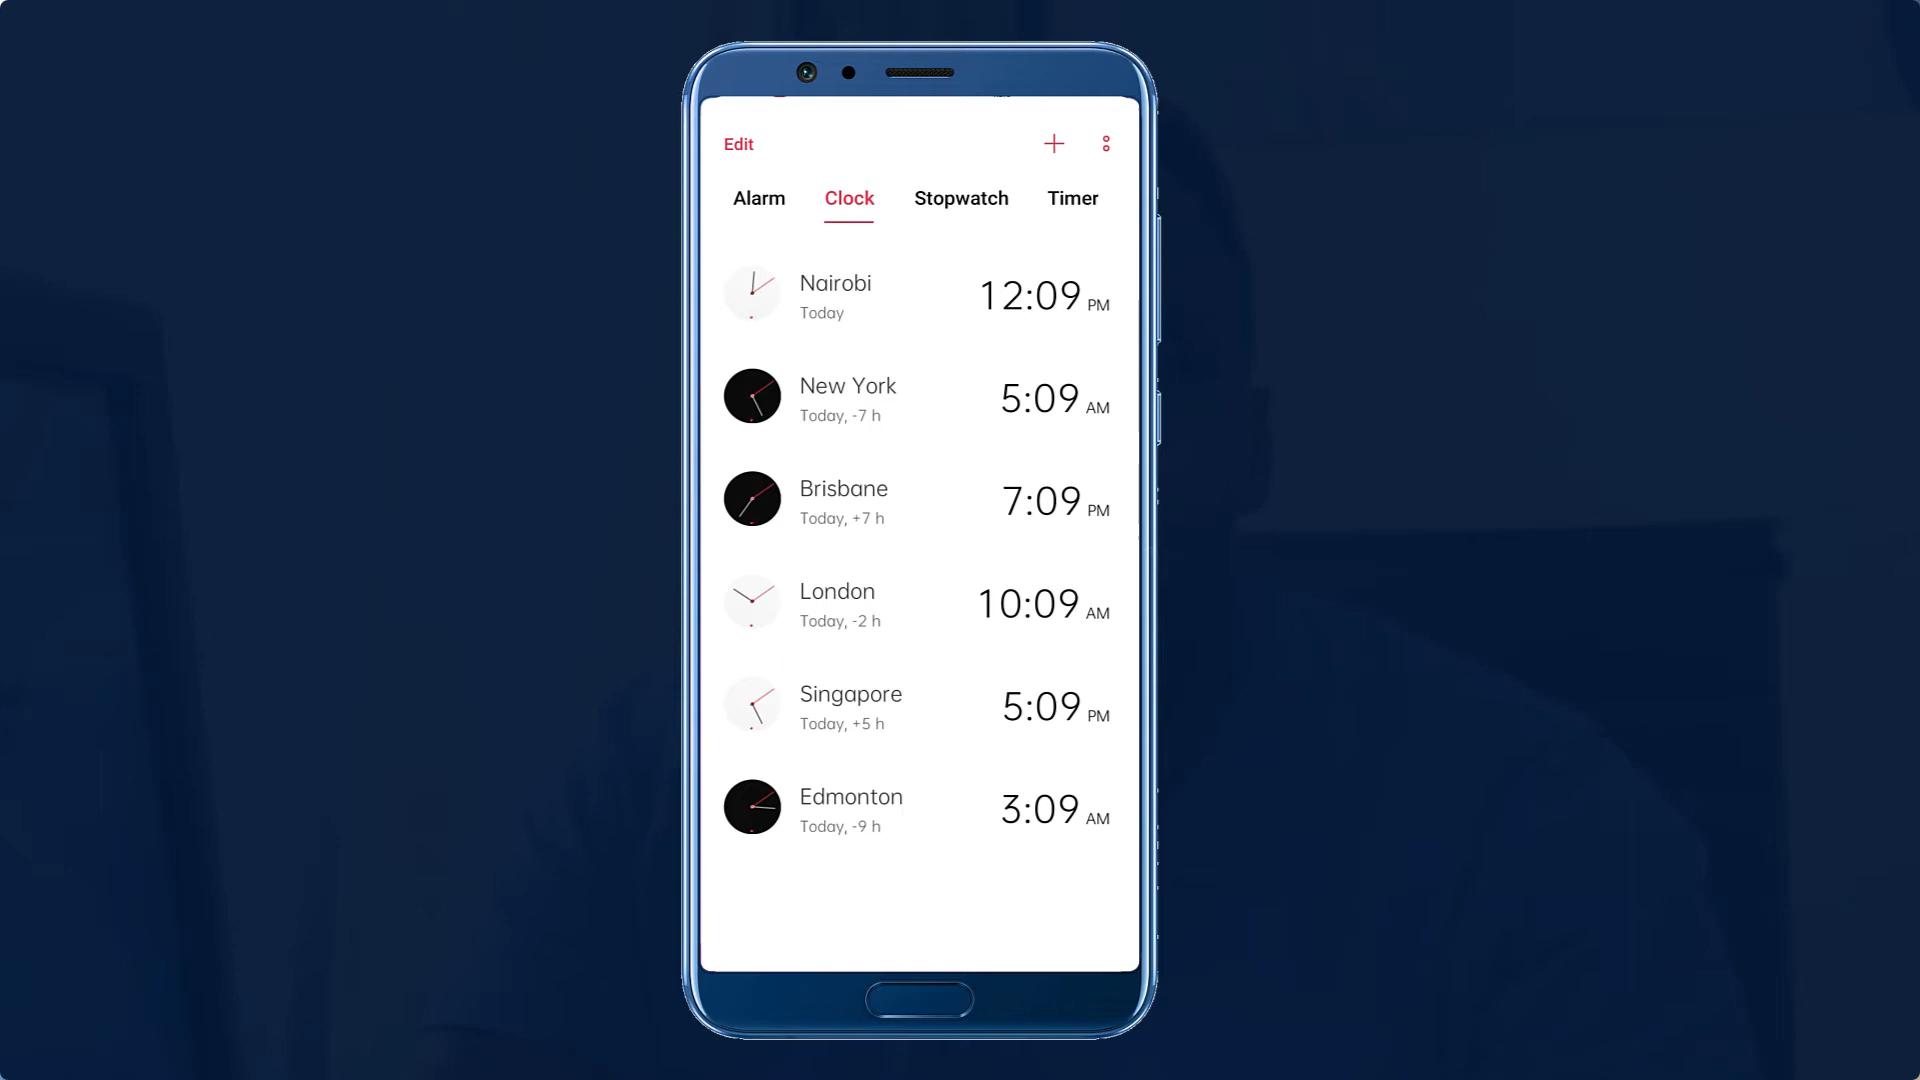 Edit
Alarm Clock Stopwatch Timer
Nairobi
Today
12:09 PM
New York
Today, -7 h
5:09 AM
Brisbane
Today, +7 h
7:09 PM
London
Today, -2 h
10:09 AM
Singapore
Today, +5 h
5:09 PM
Edmonton
Today, -9 h
3:09 AM